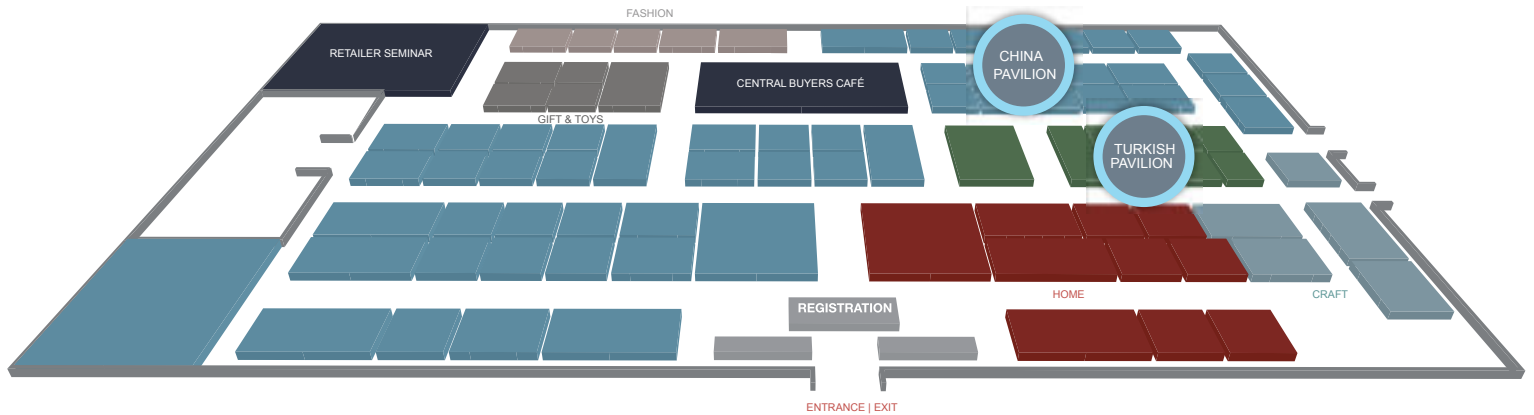 FASHION
RETAILER SEMINAR
CHINA
PAVILION
CENTRAL BUYERS CAFÉ
GIFT & TOYS
TURKISH
PAVILION
HOME
CRAFT
REGISTRATION
ENTRANCE | EXIT